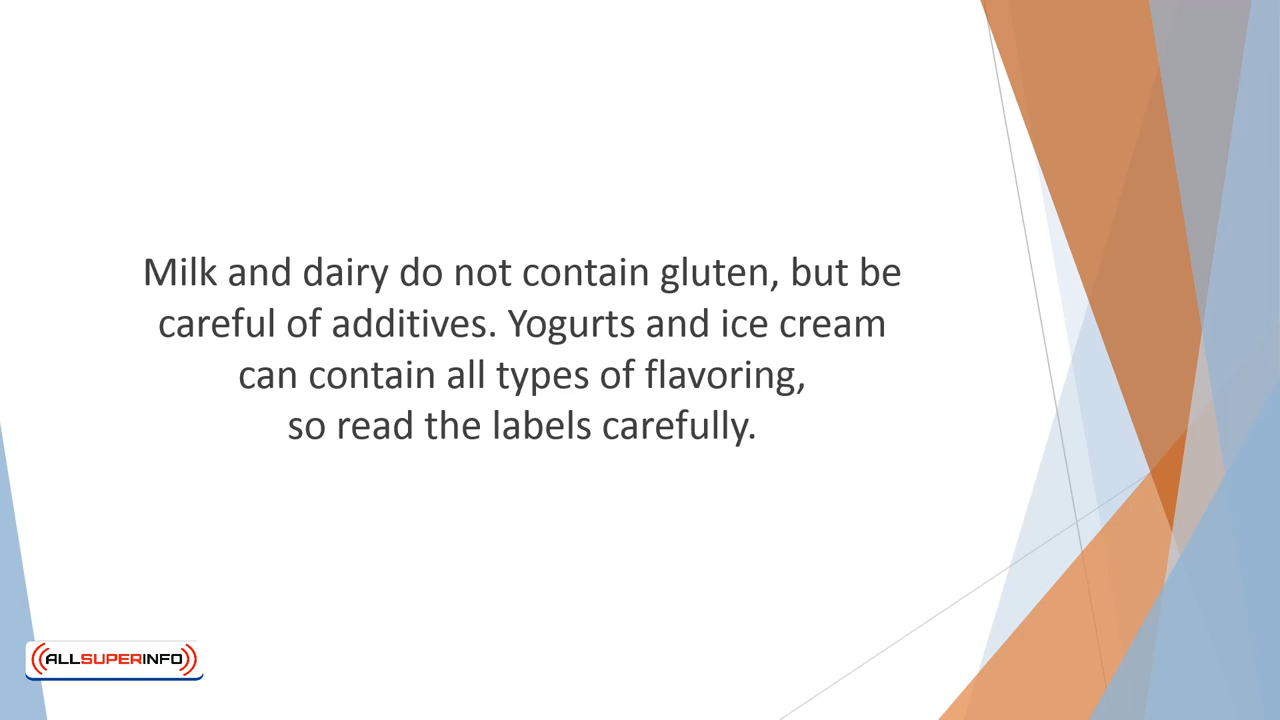 Milk and dairy do not contain gluten, but be
careful of additives. Yogurts and ice cream
can contain all types of flavoring,
so read the labels carefully.
ALLSUPERINFO